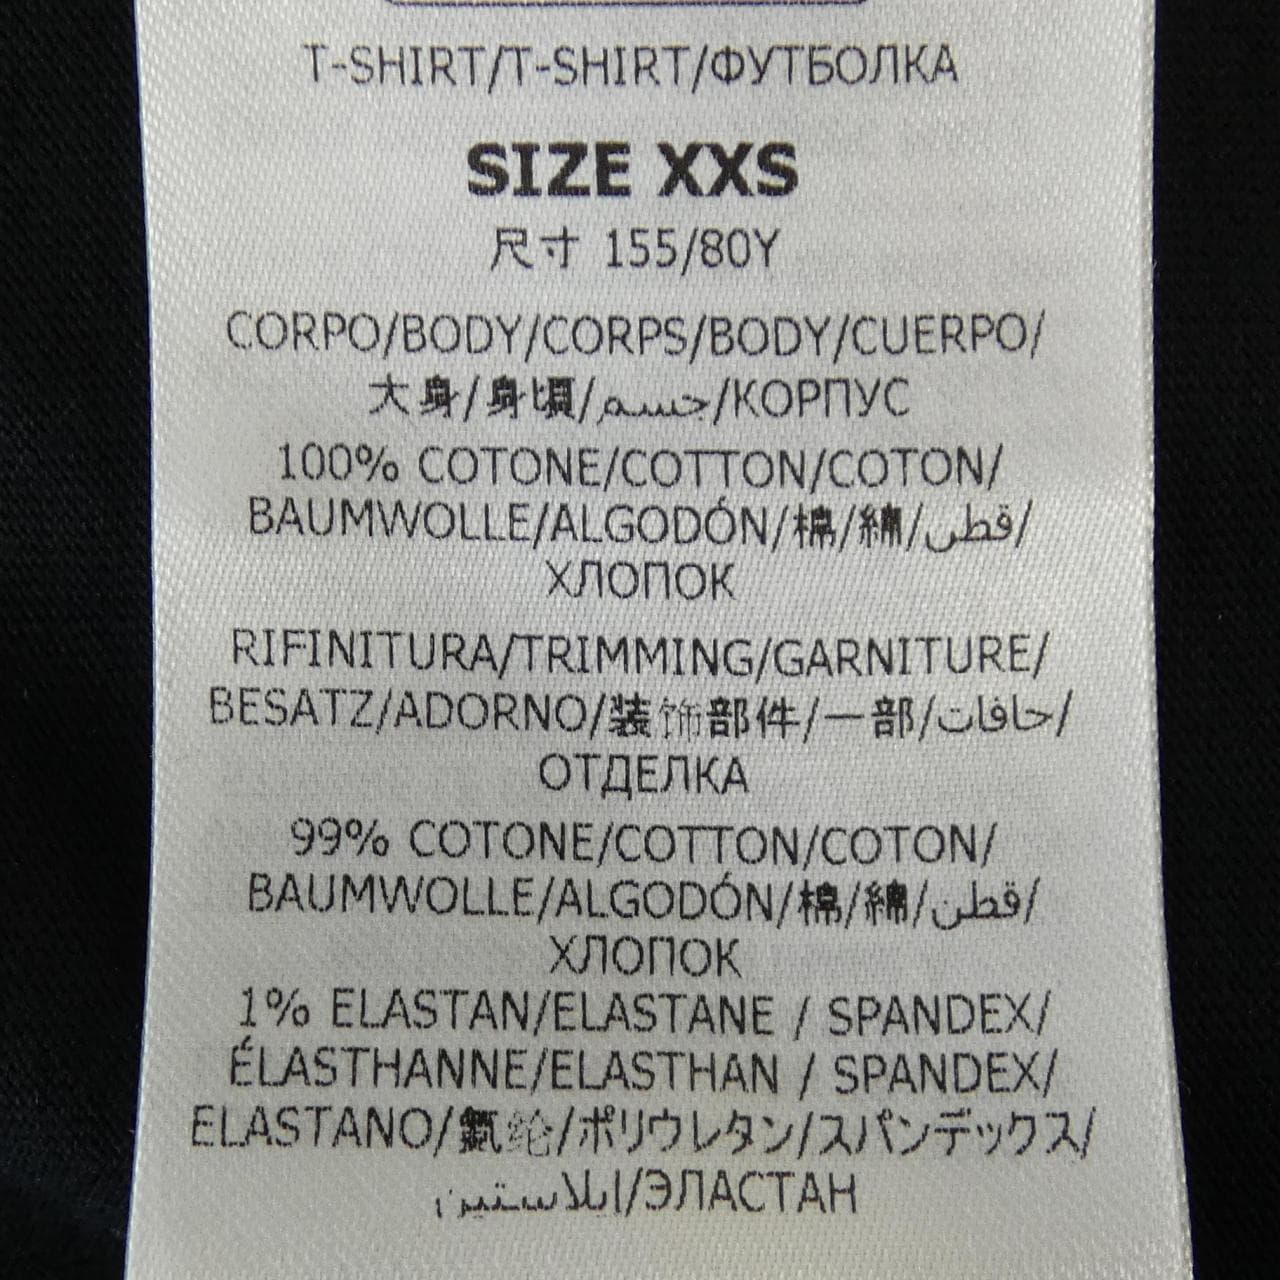 T-SHIRT/T-SHIRT/ФУТБОЛКА
SIZE XXS
尺寸 155/80Y
CORPO/BODY/CORPS/BODY/CUERPO/
大身/身頃/جسم/КОРПУС
100% COTONE/COTTON/COTON/
BAUMWOLLE/ALGODÓN/棉/綿/قطن/
ХЛОПОК
RIFINITURA/TRIMMING/GARNITURE/
BESATZ/ADORNO/装饰部件/一部/حافات/
ОТДЕЛКА
99% COTONE/COTTON/COTON/
BAUMWOLLE/ALGODÓN/棉/綿/قطن/
ХЛОПОК
1% ELASTAN/ELASTANE / SPANDEX/
ÉLASTHANNE/ELASTHAN / SPANDEX/
ELASTANO/氨纶/ポリウレタン/スパンデックス/
ايلاستين/ЭЛАСТАН